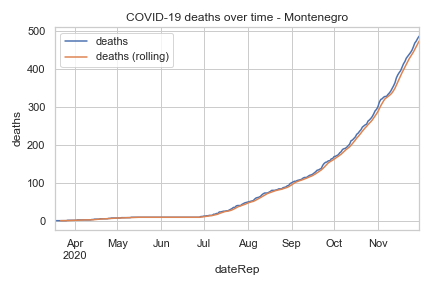 COVID-19 deaths over time - Montenegro
deaths
deaths (rolling)
500
400
300
200
100
0
deaths
Apr May Jun Jul Aug Sep Oct Nov
2020
dateRep